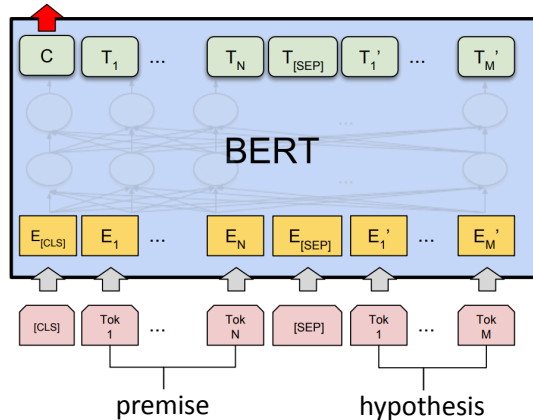 C T1 ... TN T[SEP] T1' ... TM'
...
BERT
...
E[CLS] E1 ... EN E[SEP] E1' ... EM'
[CLS] Tok 1 ... Tok N [SEP] Tok 1 ... Tok M
premise hypothesis